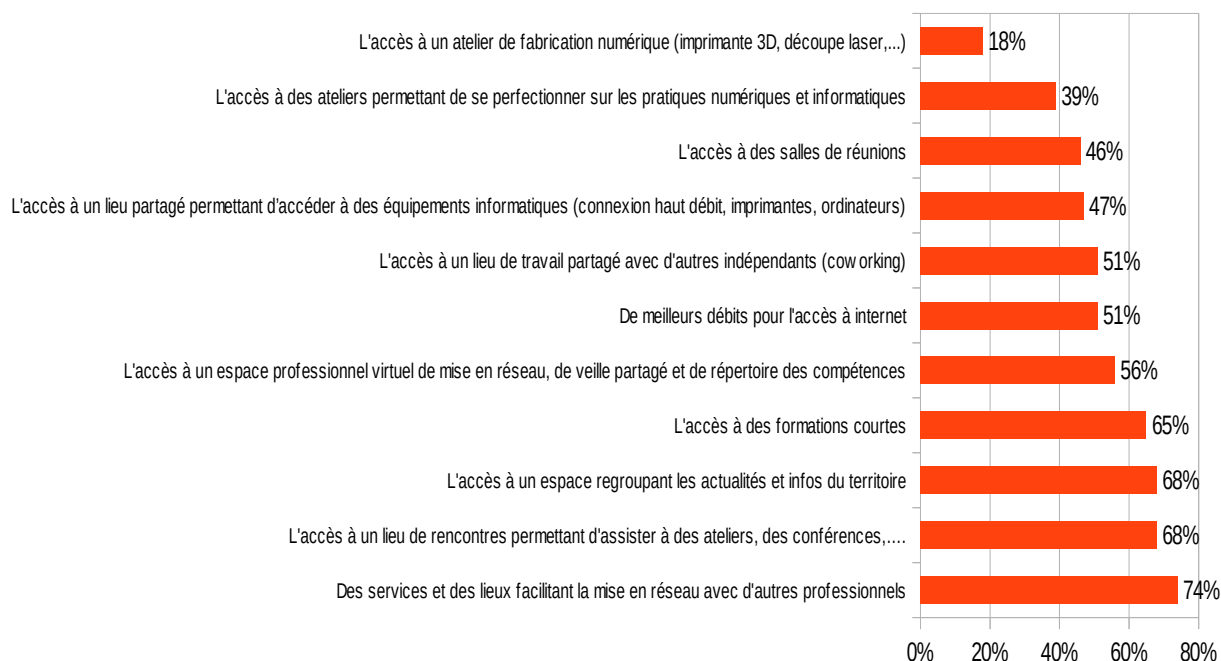 L'accès à un atelier de fabrication numérique (imprimante 3D, découpe laser,...) 18%
L'accès à des ateliers permettant de se perfectionner sur les pratiques numériques et informatiques 39%
L'accès à des salles de réunions 46%
L'accès à un lieu partagé permettant d'accéder à des équipements informatiques (connexion haut débit, imprimantes, ordinateurs) 47%
L'accès à un lieu de travail partagé avec d'autres indépendants (coworking) 51%
De meilleurs débits pour l'accès à internet 51%
L'accès à un espace professionnel virtuel de mise en réseau, de veille partagé et de répertoire des compétences 56%
L'accès à des formations courtes 65%
L'accès à un espace regroupant les actualités et infos du territoire 68%
L'accès à un lieu de rencontres permettant d'assister à des ateliers, des conférences,.... 68%
Des services et des lieux facilitant la mise en réseau avec d'autres professionnels 74%
0% 20% 40% 60% 80%